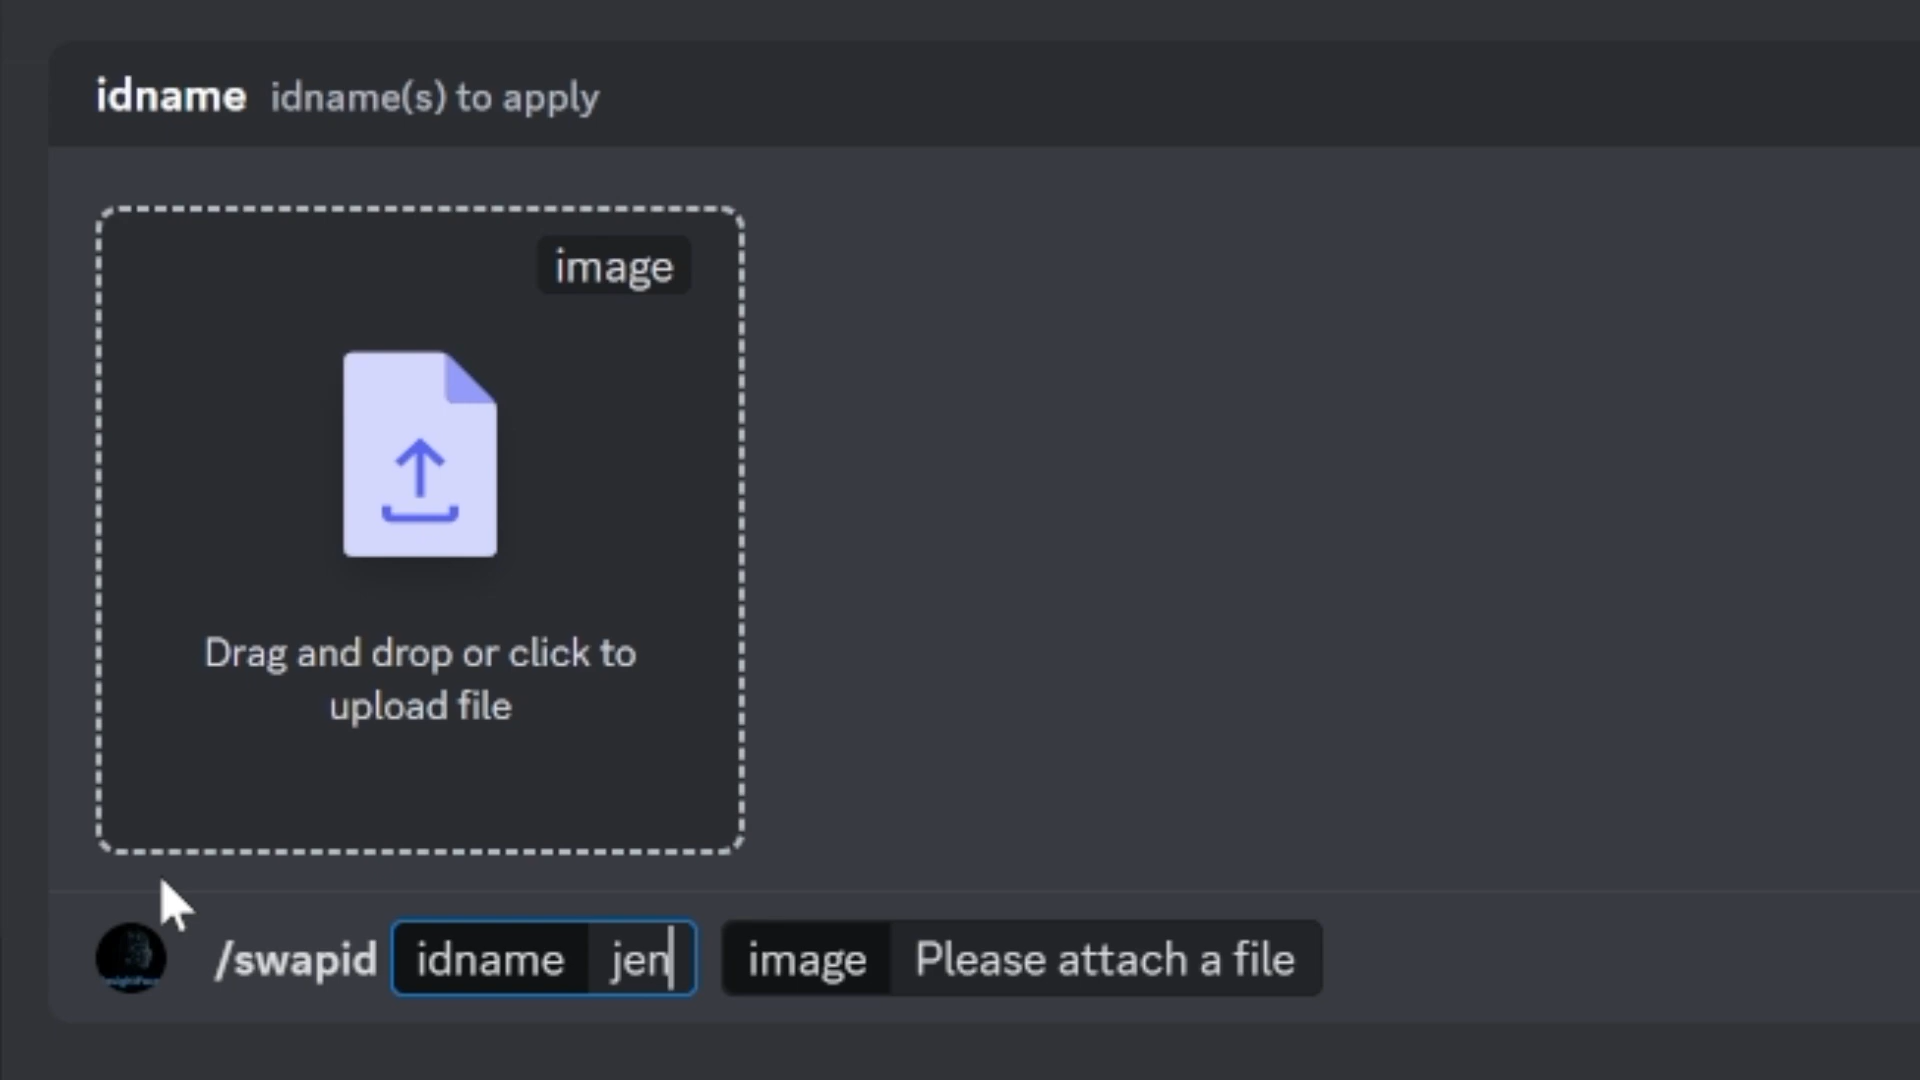 idname idname(s) to apply
image
Drag and drop or click to
upload file
/swapid idname jen image Please attach a file